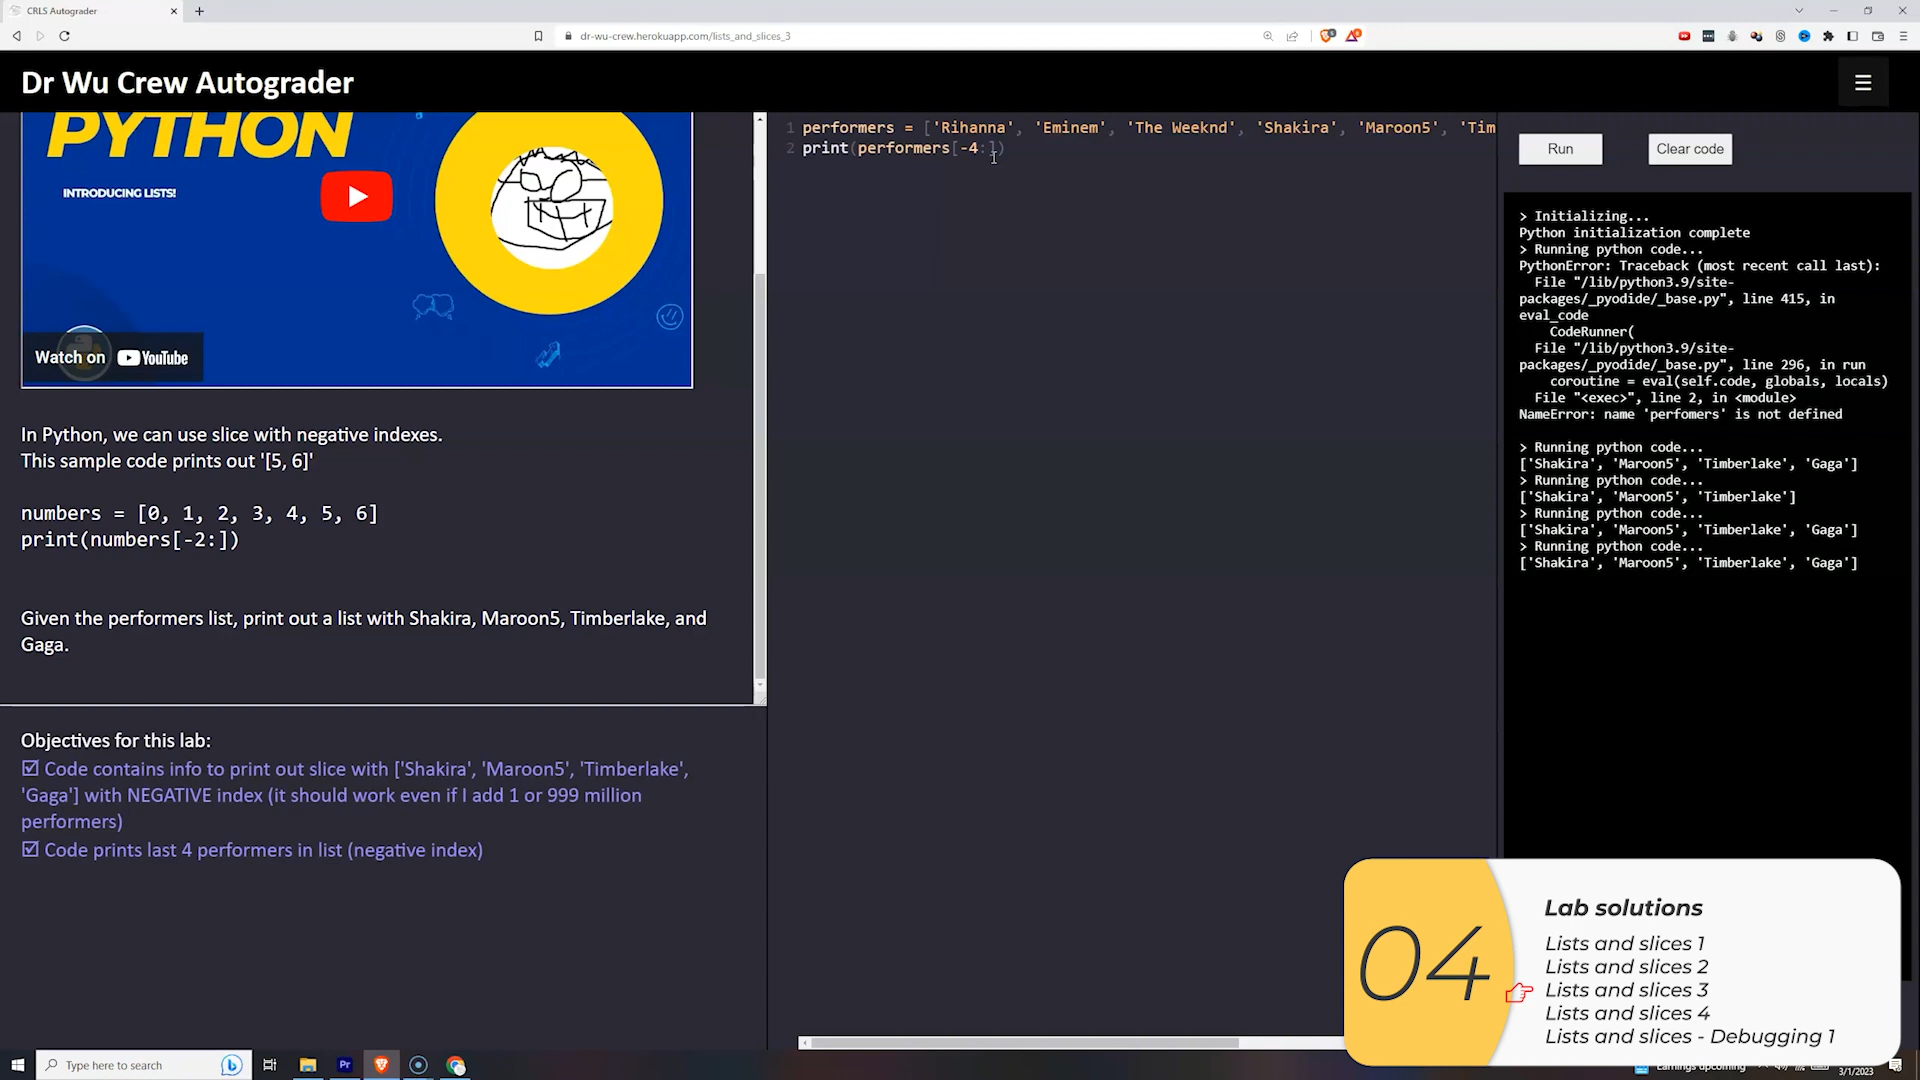 CRLS Autograder
dr-wu-crew.herokuapp.com/lists_and_slices_3
Dr Wu Crew Autograder
PYTHON
INTRODUCING LISTS!
Watch on YouTube
In Python, we can use slice with negative indexes.
This sample code prints out '[5, 6]'
numbers = [0, 1, 2, 3, 4, 5, 6]
print(numbers[-2:])
Given the performers list, print out a list with Shakira, Maroon5, Timberlake, and
Gaga.
Objectives for this lab:
☑ Code contains info to print out slice with ['Shakira', 'Maroon5', 'Timberlake',
'Gaga'] with NEGATIVE index (it should work even if I add 1 or 999 million
performers)
☑ Code prints last 4 performers in list (negative index)
1 performers = ['Rihanna', 'Eminem', 'The Weeknd', 'Shakira', 'Maroon5', 'Tim
2 print(performers[-4:])
Run
Clear code
> Initializing...
Python initialization complete
> Running python code...
PythonError: Traceback (most recent call last):
File "/lib/python3.9/site-
packages/_pyodide/_base.py", line 415, in
eval_code
CodeRunner(
File "/lib/python3.9/site-
packages/_pyodide/_base.py", line 296, in run
coroutine = eval(self.code, globals, locals)
File "<exec>", line 2, in <module>
NameError: name 'perfomers' is not defined
> Running python code...
['Shakira', 'Maroon5', 'Timberlake', 'Gaga']
> Running python code...
['Shakira', 'Maroon5', 'Timberlake']
> Running python code...
['Shakira', 'Maroon5', 'Timberlake', 'Gaga']
> Running python code...
['Shakira', 'Maroon5', 'Timberlake', 'Gaga']
04
Lab solutions
Lists and slices 1
Lists and slices 2
Lists and slices 3
Lists and slices 4
Lists and slices - Debugging 1
Type here to search
Earnings upcoming
3/1/2023